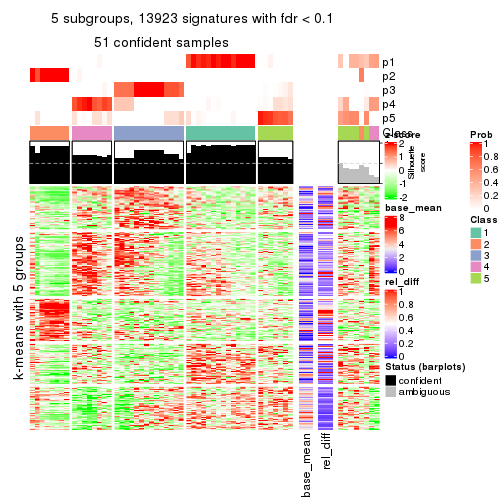 5 subgroups, 13923 signatures with fdr < 0.1
51 confident samples
p1
p2
p3
p4
p5
Class
Silhouette
score
k-means with 5 groups
base_mean
rel_diff
z-score
2
1
0
-1
-2
base_mean
8
6
4
2
0
rel_diff
1
0.8
0.6
0.4
0.2
0
Status (barplots)
confident
ambiguous
Prob
1
0.8
0.6
0.4
0.2
0
Class
1
2
3
4
5